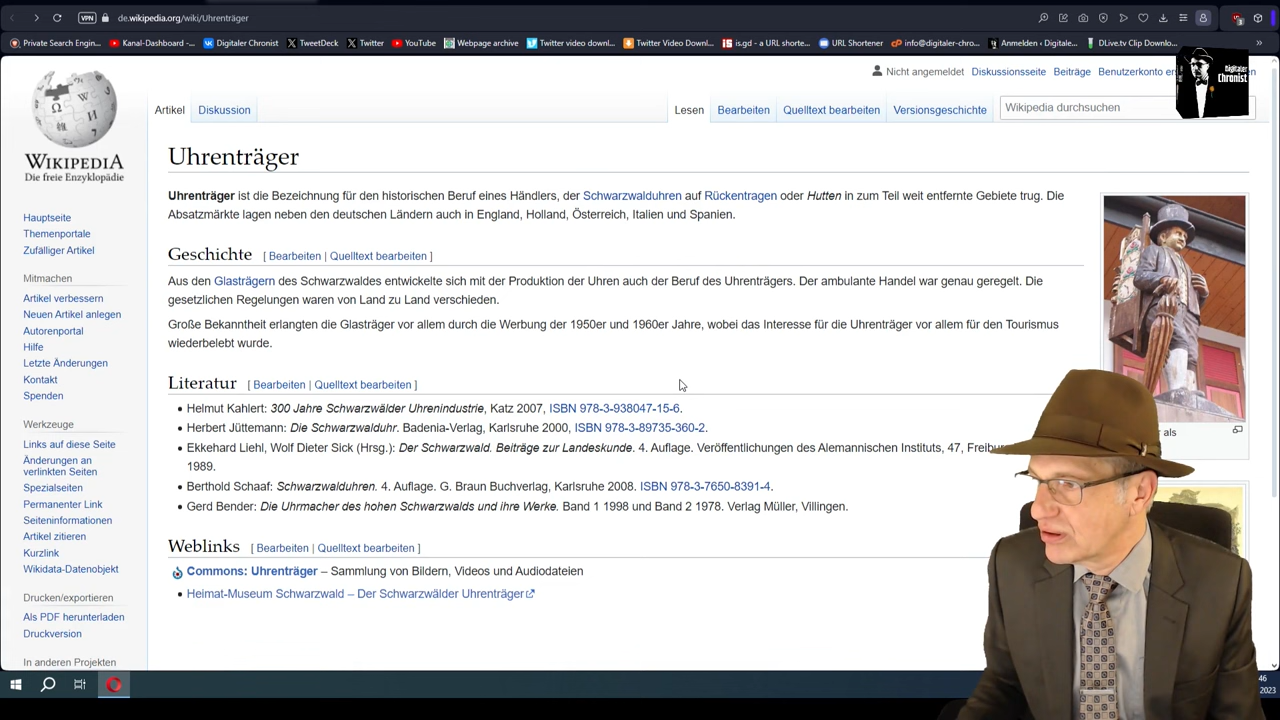 VPN de.wikipedia.org/wiki/Uhrenträger
Private Search Engin... Kanal-Dashboard -... Digitaler Chronist TweetDeck Twitter YouTube Webpage archive Twitter video downl... Twitter Video Downl... is.gd - a URL shorte... URL Shortener info@digitaler-chro... Anmelden ‹ Digitale... DLive.tv Clip Downlo...
Digitaler
Chronist
Nicht angemeldet Diskussionsseite Beiträge
Artikel Diskussion Lesen Bearbeiten Quelltext bearbeiten Versionsgeschichte Wikipedia durchsuchen
WIKIPEDIA
Die freie Enzyklopädie
Hauptseite
Themenportale
Zufälliger Artikel
Mitmachen
Artikel verbessern
Neuen Artikel anlegen
Autorenportal
Hilfe
Letzte Änderungen
Kontakt
Spenden
Werkzeuge
Links auf diese Seite
Änderungen an
verlinkten Seiten
Spezialseiten
Permanenter Link
Seiteninformationen
Artikel zitieren
Kurzlink
Wikidata-Datenobjekt
Drucken/exportieren
Als PDF herunterladen
Druckversion
In anderen Projekten
Uhrenträger
Uhrenträger ist die Bezeichnung für den historischen Beruf eines Händlers, der Schwarzwalduhren auf Rückentragen oder Hutten in zum Teil weit entfernte Gebiete trug. Die
Absatzmärkte lagen neben den deutschen Ländern auch in England, Holland, Österreich, Italien und Spanien.
Geschichte [ Bearbeiten | Quelltext bearbeiten ]
Aus den Glasträgern des Schwarzwaldes entwickelte sich mit der Produktion der Uhren auch der Beruf des Uhrenträgers. Der ambulante Handel war genau geregelt. Die
gesetzlichen Regelungen waren von Land zu Land verschieden.
Große Bekanntheit erlangten die Glasträger vor allem durch die Werbung der 1950er und 1960er Jahre, wobei das Interesse für die Uhrenträger vor allem für den Tourismus
wiederbelebt wurde.
Literatur [ Bearbeiten | Quelltext bearbeiten ]
Helmut Kahlert: 300 Jahre Schwarzwälder Uhrenindustrie, Katz 2007, ISBN 978-3-938047-15-6.
Herbert Jüttemann: Die Schwarzwalduhr. Badenia-Verlag, Karlsruhe 2000, ISBN 978-3-89735-360-2.
Ekkehard Liehl, Wolf Dieter Sick (Hrsg.): Der Schwarzwald. Beiträge zur Landeskunde. 4. Auflage. Veröffentlichungen des Alemannischen Instituts, 47,
1989.
Berthold Schaaf: Schwarzwalduhren. 4. Auflage. G. Braun Buchverlag, Karlsruhe 2008. ISBN 978-3-7650-8391-4.
Gerd Bender: Die Uhrmacher des hohen Schwarzwalds und ihre Werke. Band 1 1998 und Band 2 1978. Verlag Müller, Villingen.
Weblinks [ Bearbeiten | Quelltext bearbeiten ]
Commons: Uhrenträger – Sammlung von Bildern, Videos und Audiodateien
Heimat-Museum Schwarzwald – Der Schwarzwälder Uhrenträger
als
46
2023